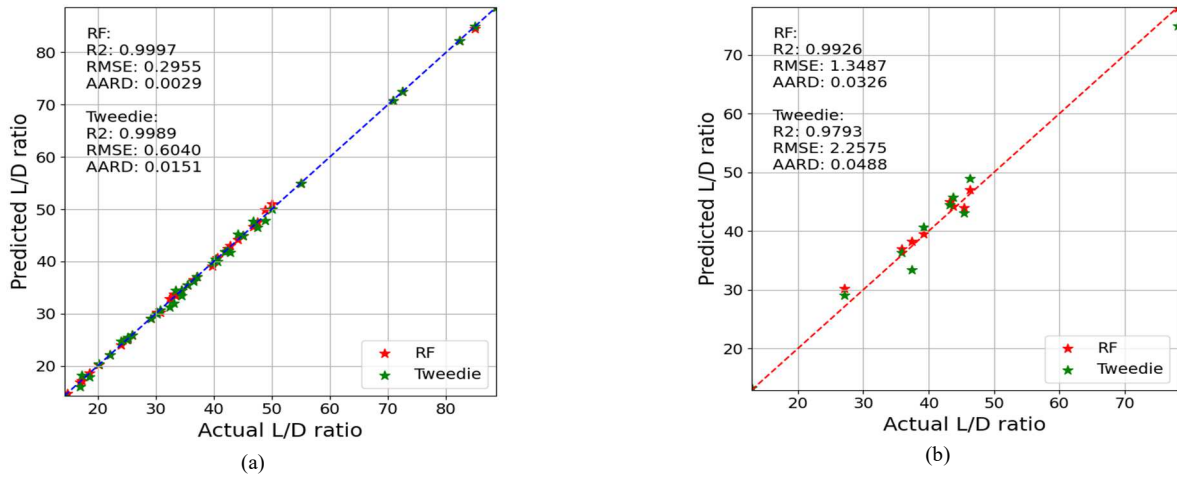 RF:
R2: 0.9997
RMSE: 0.2955
AARD: 0.0029
Tweedie:
R2: 0.9989
RMSE: 0.6040
AARD: 0.0151
Predicted L/D ratio
80
70
60
50
40
30
20
RF
Tweedie
20 30 40 50 60 70 80
Actual L/D ratio
(a)
RF:
R2: 0.9926
RMSE: 1.3487
AARD: 0.0326
Tweedie:
R2: 0.9793
RMSE: 2.2575
AARD: 0.0488
Predicted L/D ratio
70
60
50
40
30
20
RF
Tweedie
20 30 40 50 60 70
Actual L/D ratio
(b)